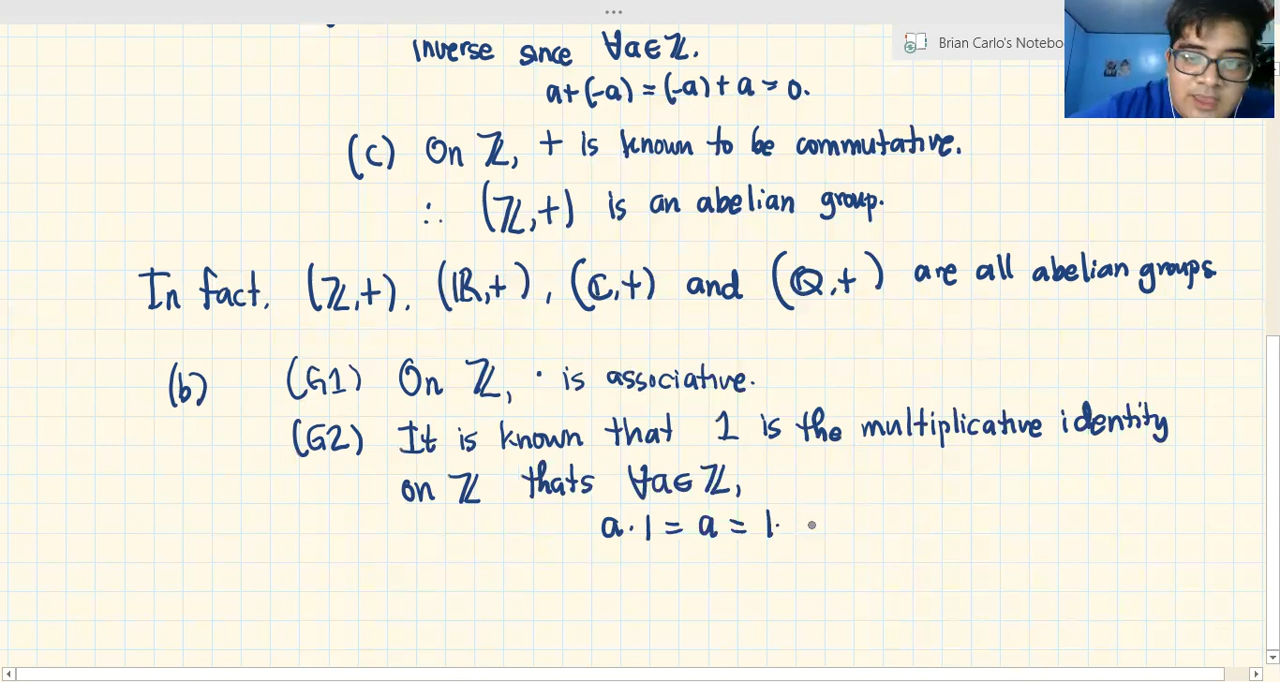 Brian Carlo's Notebo
inverse since ∀a∈ℤ.
a+(-a) = (-a)+a = 0.
(c) On ℤ, + is known to be commutative.
∴ (ℤ,+) is an abelian group.
In fact, (ℤ,+), (ℝ,+), (ℂ,+) and (ℚ,+) are all abelian groups
(b) (G1) On ℤ, · is associative.
(G2) It is known that 1 is the multiplicative identity
on ℤ thats ∀a∈ℤ,
a·1 = a = 1·